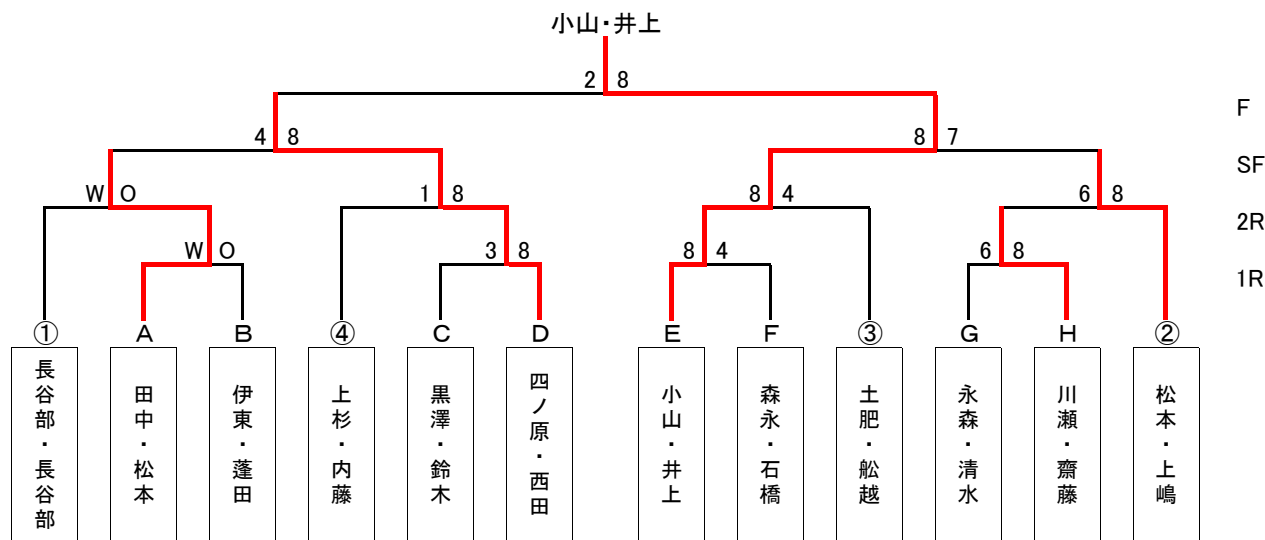 小山・井上
2 8
F
4 8
8 7
SF
W O
1 8
8 4
6 8
2R
W O
3 8
8 4
6 8
1R
① A B ④ C D E F ③ G H ②
長谷部・長谷部
田中・松本
伊東・蓬田
上杉・内藤
黒澤・鈴木
四ノ原・西田
小山・井上
森永・石橋
土肥・舩越
永森・清水
川瀬・齋藤
松本・上嶋